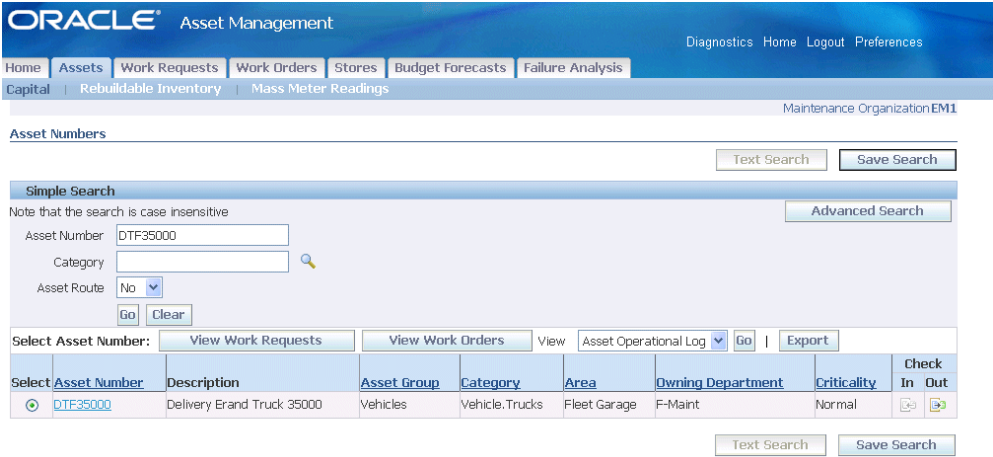 ORACLE® Asset Management
Diagnostics Home Logout Preferences
Home Assets Work Requests Work Orders Stores Budget Forecasts Failure Analysis
Capital | Rebuildable Inventory | Mass Meter Readings
Maintenance Organization EM1
Asset Numbers
Text Search Save Search
Simple Search
Note that the search is case insensitive
Advanced Search
Asset Number DTF35000
Category
Asset Route No
Go Clear
Select Asset Number: View Work Requests View Work Orders View Asset Operational Log Go | Export
Check
Select Asset Number Description Asset Group Category Area Owning Department Criticality In Out
DTF35000 Delivery Erand Truck 35000 Vehicles Vehicle.Trucks Fleet Garage F-Maint Normal
Text Search Save Search